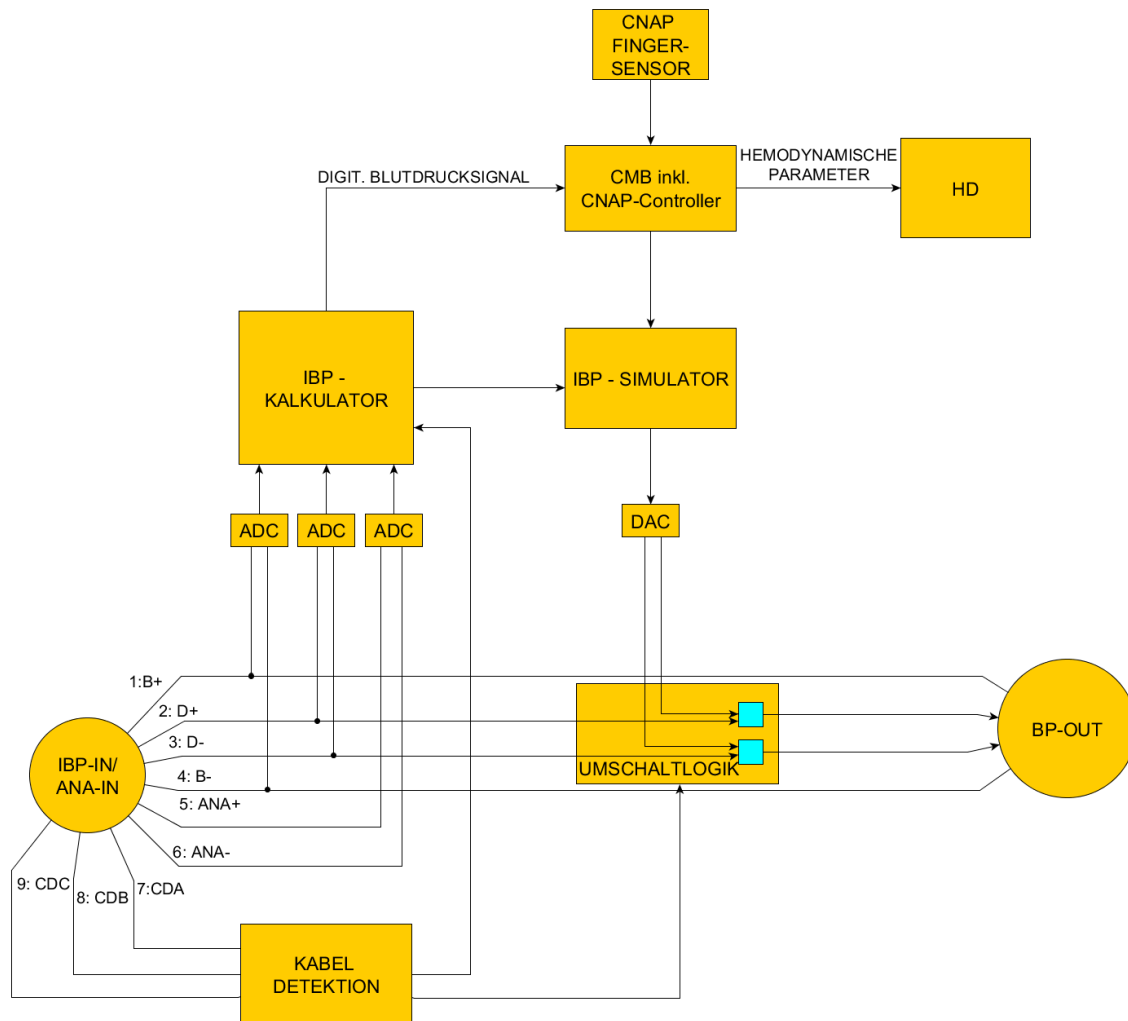 CNAP
FINGER-
SENSOR
DIGIT. BLUTDRUCKSIGNAL
CMB inkl.
CNAP-Controller
HEMODYNAMISCHE
PARAMETER
HD
IBP -
KALKULATOR
IBP - SIMULATOR
ADC
ADC
ADC
DAC
1:B+
2: D+
3: D-
4: B-
5: ANA+
6: ANA-
7:CDA
8: CDB
9: CDC
IBP-IN/
ANA-IN
UMSCHALTLOGIK
BP-OUT
KABEL
DETEKTION